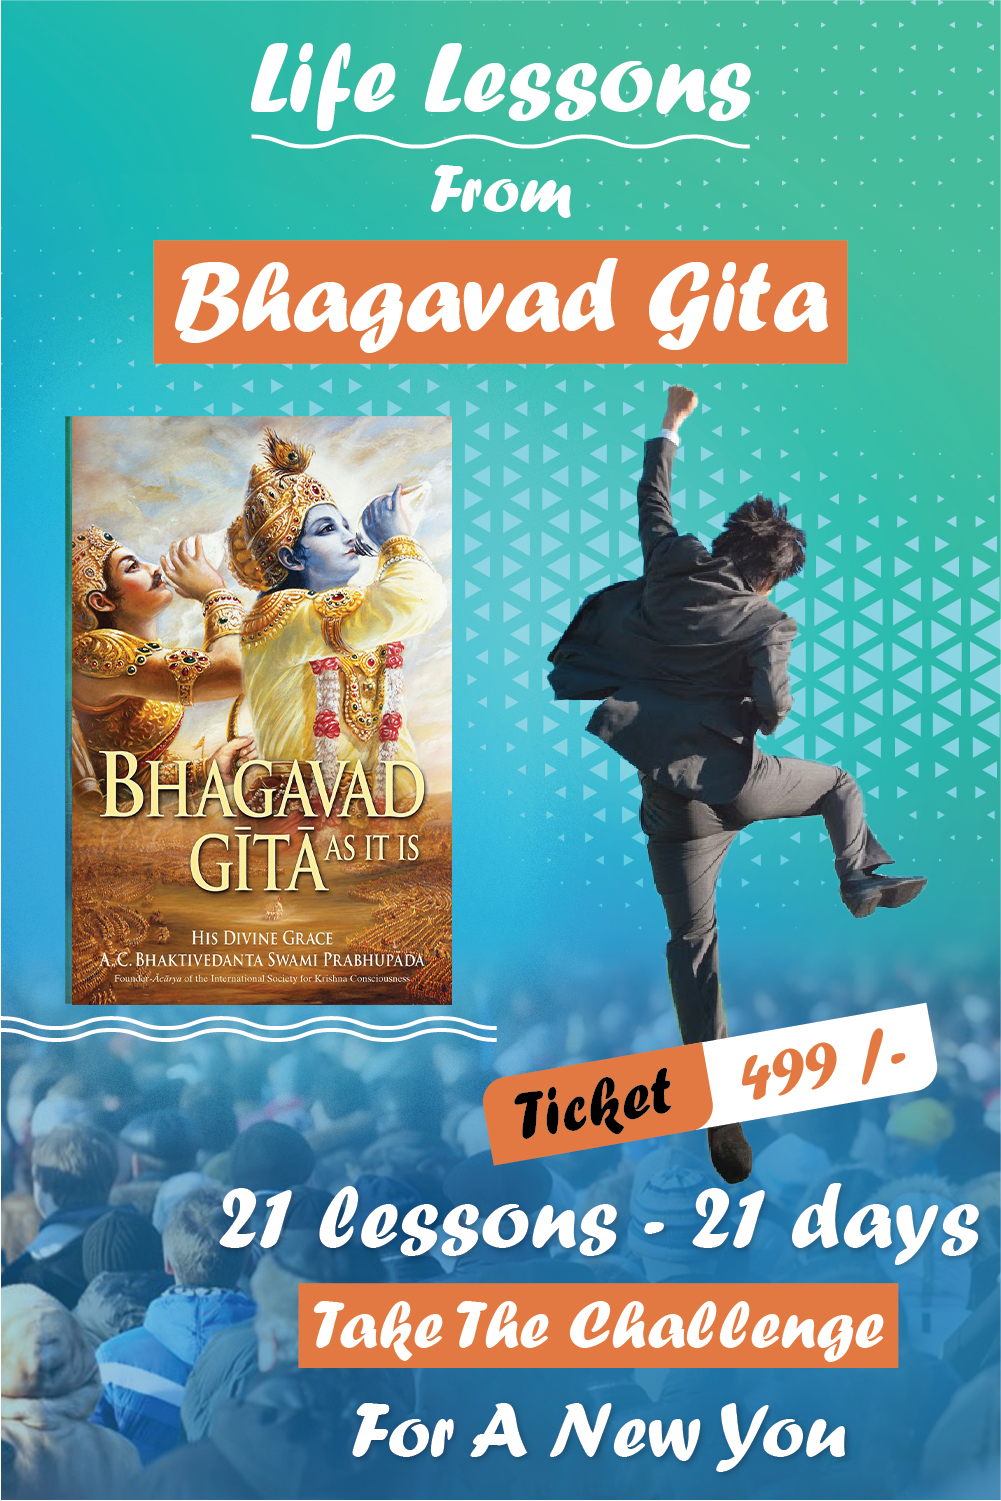 Life Lessons
From
Bhagavad Gita
BHAGAVAD
GĪTĀ AS IT IS
HIS DIVINE GRACE
A.C. BHAKTIVEDANTA SWAMI PRABHUPĀDA
Founder-Ācārya of the International Society for Krishna Consciousness
Ticket 499 /-
21 lessons - 21 days
Take The Challenge
For A New You